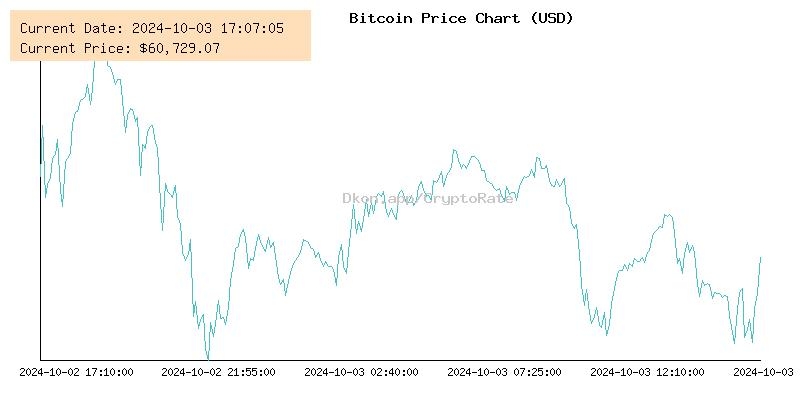 Bitcoin Price Chart (USD)
Current Date: 2024-10-03 17:07:05
Current Price: $60,729.07
Dkon.app/CryptoRate
2024-10-02 17:10:00
2024-10-02 21:55:00
2024-10-03 02:40:00
2024-10-03 07:25:00
2024-10-03 12:10:00
2024-10-03